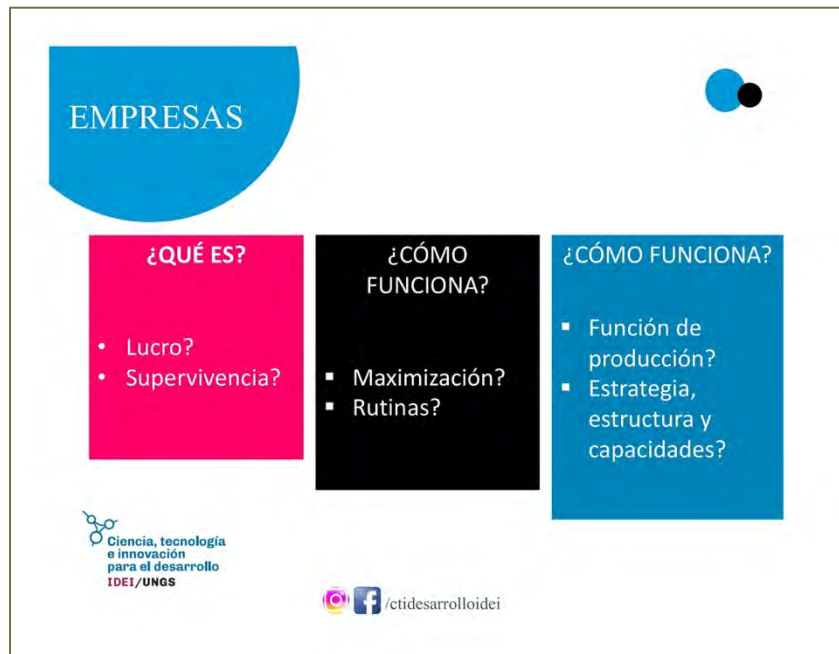 EMPRESAS
¿QUÉ ES?
• Lucro?
• Supervivencia?
¿CÓMO
FUNCIONA?
▪ Maximización?
▪ Rutinas?
¿CÓMO FUNCIONA?
▪ Función de
producción?
▪ Estrategia,
estructura y
capacidades?
Ciencia, tecnología
e innovación
para el desarrollo
IDEI/UNGS
/ctidesarrolloidei